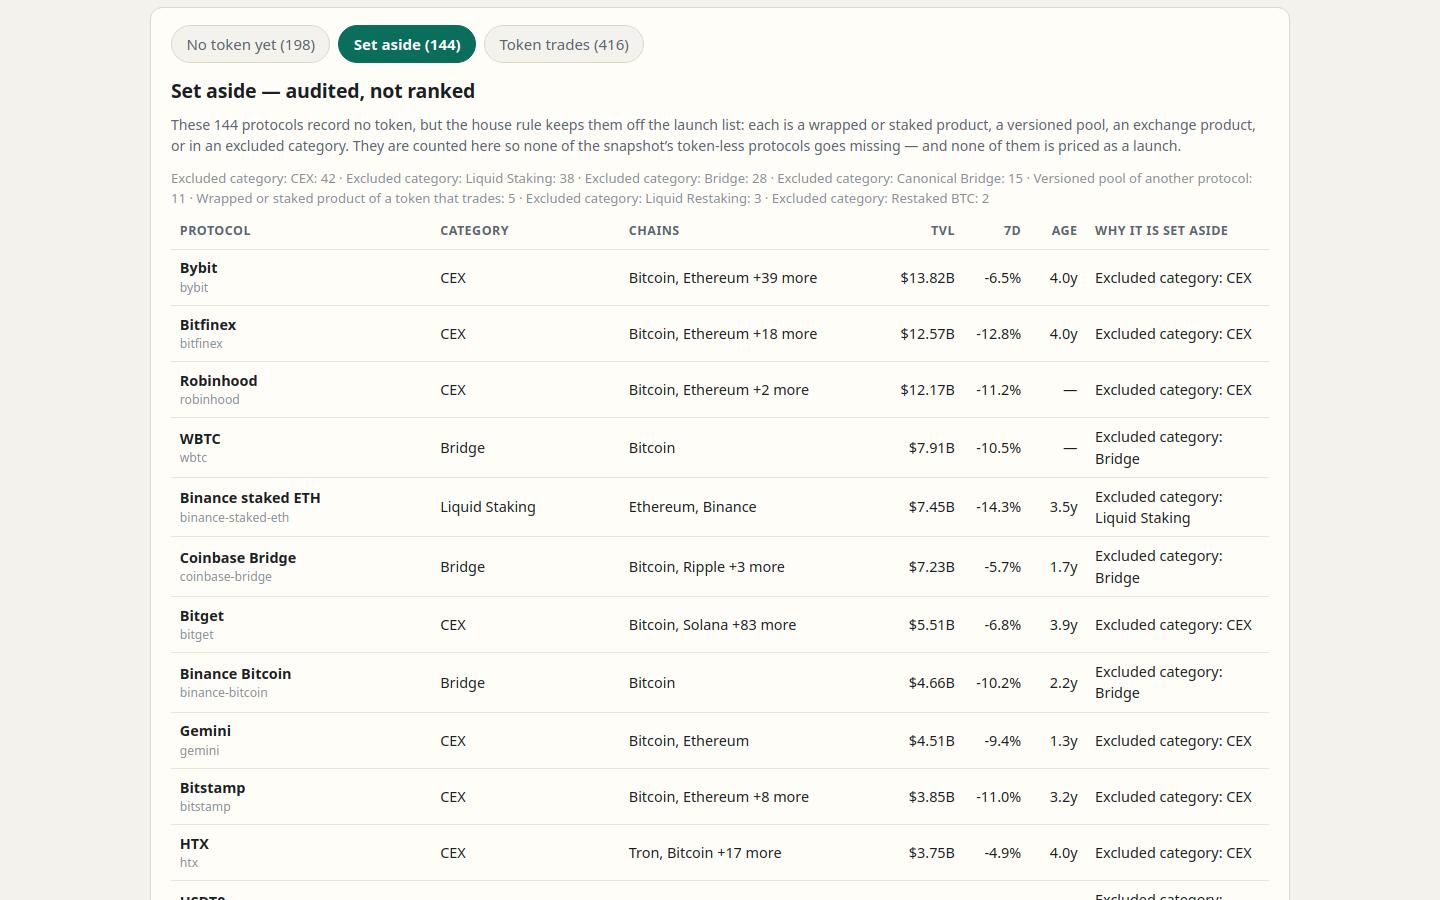 No token yet (198)
Set aside (144)
Token trades (416)
Set aside — audited, not ranked
These 144 protocols record no token, but the house rule keeps them off the launch list: each is a wrapped or staked product, a versioned pool, an exchange product,
or in an excluded category. They are counted here so none of the snapshot’s token-less protocols goes missing — and none of them is priced as a launch.
Excluded category: CEX: 42 · Excluded category: Liquid Staking: 38 · Excluded category: Bridge: 28 · Excluded category: Canonical Bridge: 15 · Versioned pool of another protocol:
11 · Wrapped or staked product of a token that trades: 5 · Excluded category: Liquid Restaking: 3 · Excluded category: Restaked BTC: 2
PROTOCOL CATEGORY CHAINS TVL 7D AGE WHY IT IS SET ASIDE
Bybit
bybit
CEX Bitcoin, Ethereum +39 more $13.82B -6.5% 4.0y Excluded category: CEX
Bitfinex
bitfinex
CEX Bitcoin, Ethereum +18 more $12.57B -12.8% 4.0y Excluded category: CEX
Robinhood
robinhood
CEX Bitcoin, Ethereum +2 more $12.17B -11.2% — Excluded category: CEX
WBTC
wbtc
Bridge Bitcoin $7.91B -10.5% — Excluded category:
Bridge
Binance staked ETH
binance-staked-eth
Liquid Staking Ethereum, Binance $7.45B -14.3% 3.5y Excluded category:
Liquid Staking
Coinbase Bridge
coinbase-bridge
Bridge Bitcoin, Ripple +3 more $7.23B -5.7% 1.7y Excluded category:
Bridge
Bitget
bitget
CEX Bitcoin, Solana +83 more $5.51B -6.8% 3.9y Excluded category: CEX
Binance Bitcoin
binance-bitcoin
Bridge Bitcoin $4.66B -10.2% 2.2y Excluded category:
Bridge
Gemini
gemini
CEX Bitcoin, Ethereum $4.51B -9.4% 1.3y Excluded category: CEX
Bitstamp
bitstamp
CEX Bitcoin, Ethereum +8 more $3.85B -11.0% 3.2y Excluded category: CEX
HTX
htx
CEX Tron, Bitcoin +17 more $3.75B -4.9% 4.0y Excluded category: CEX